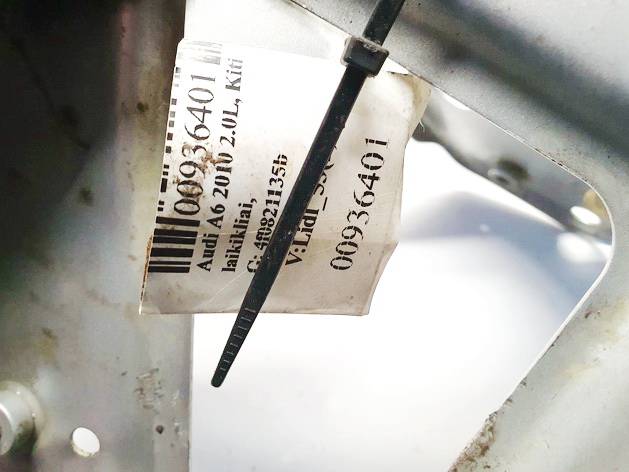 00936401
Audi A6 2010 2.0L, Kiti
laikikliai,
G: 4f0821135b
00936401